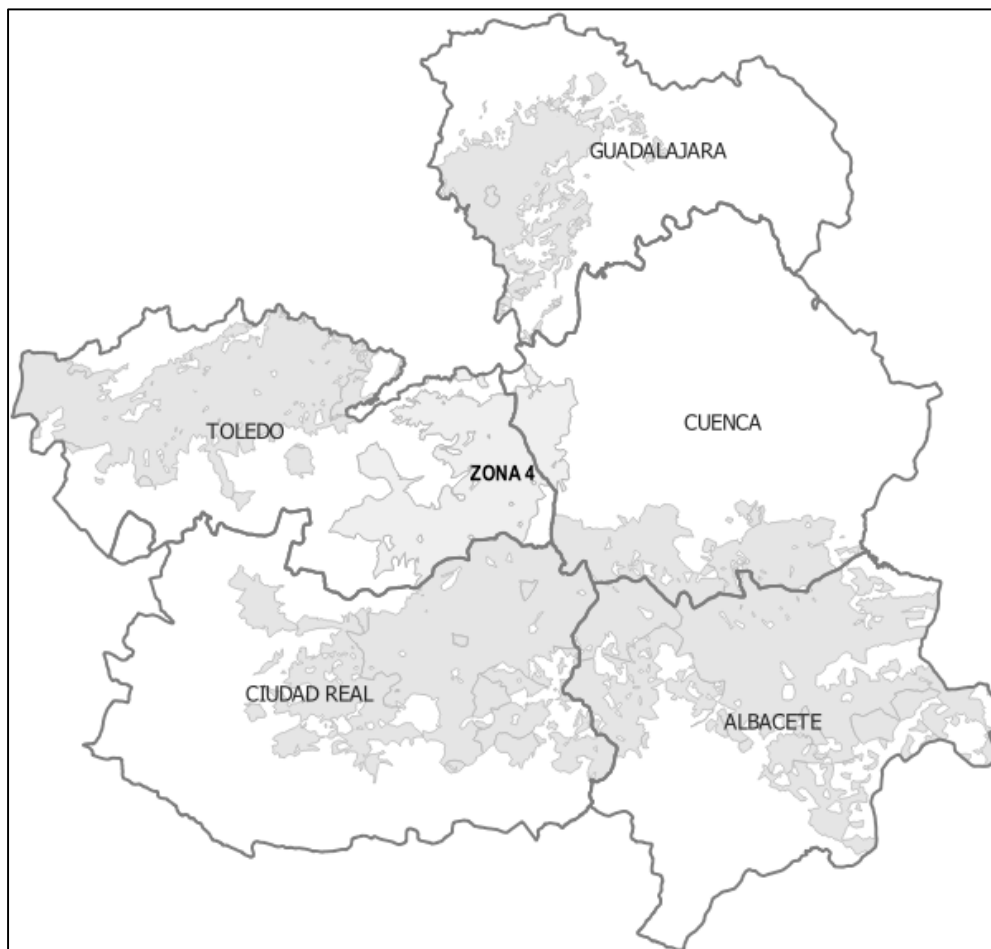 GUADALAJARA
CUENCA
TOLEDO
ZONA 4
CIUDAD REAL
ALBACETE